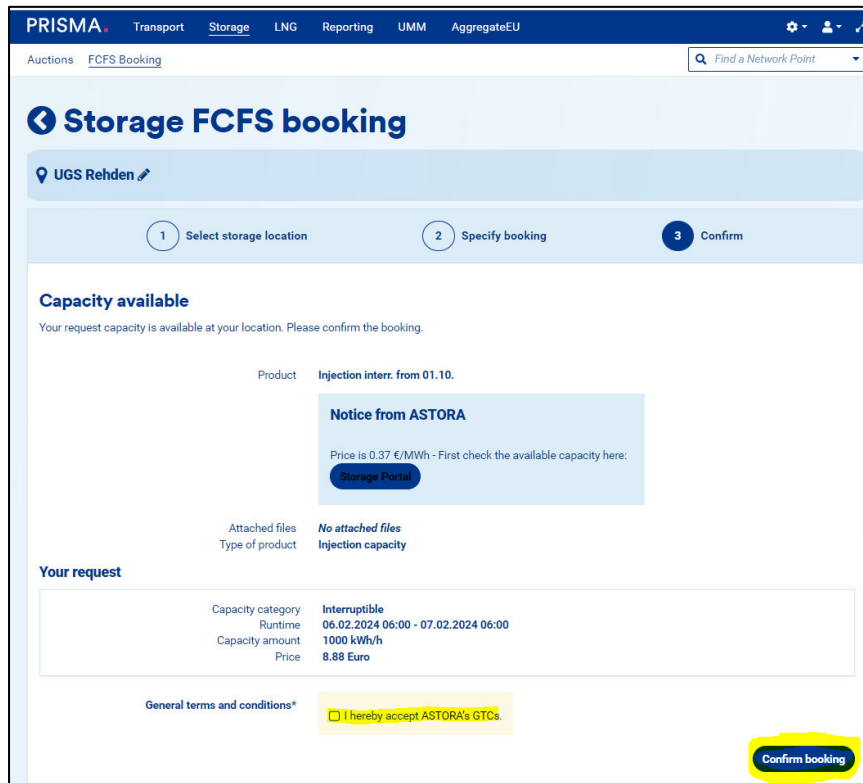 PRISMA. Transport Storage LNG Reporting UMM AggregateEU
Auctions FCFS Booking Find a Network Point
Storage FCFS booking
UGS Rehden
1 Select storage location 2 Specify booking 3 Confirm
Capacity available
Your request capacity is available at your location. Please confirm the booking.
Product Injection interr. from 01.10.
Notice from ASTORA
Price is 0.37 €/MWh - First check the available capacity here:
Storage Portal
Attached files No attached files
Type of product Injection capacity
Your request
Capacity category Interruptible
Runtime 06.02.2024 06:00 - 07.02.2024 06:00
Capacity amount 1000 kWh/h
Price 8.88 Euro
General terms and conditions* I hereby accept ASTORA's GTCs.
Confirm booking